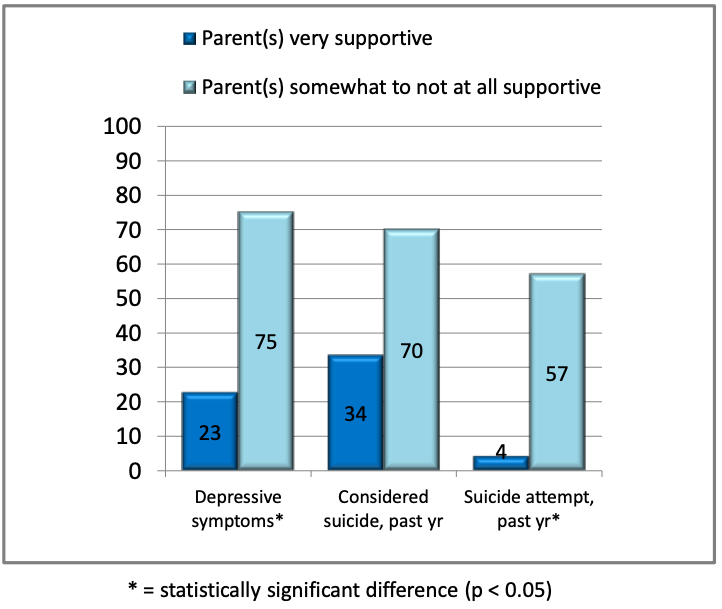 Parent(s) very supportive
Parent(s) somewhat to not at all supportive
100
90
80
70
60
50
40
30
20
10
0
23
75
34
70
4
57
Depressive
symptoms*
Considered
suicide, past yr
Suicide attempt,
past yr*
* = statistically significant difference (p < 0.05)